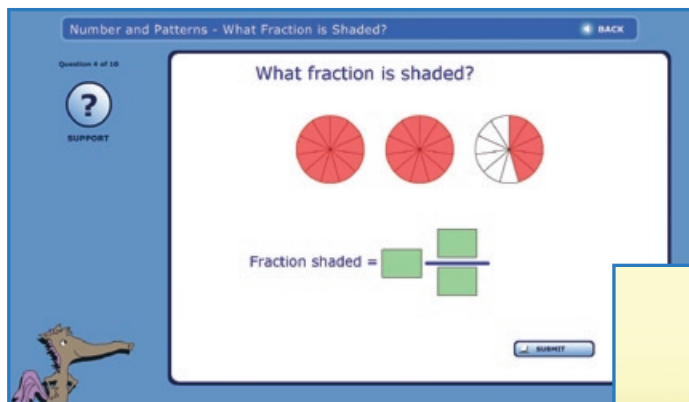 Number and Patterns - What Fraction is Shaded?
BACK
Question 4 of 10
?
SUPPORT
What fraction is shaded?
Fraction shaded =
SUBMIT